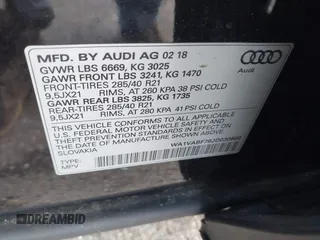 MFD. BY AUDI AG 02 18
GVWR LBS 6669, KG 3025
GAWR FRONT LBS 3241, KG 1470
FRONT-TIRES 285/40 R21
9,5JX21 RIMS, AT 260 KPA 38 PSI COLD
GAWR REAR LBS 3825, KG 1735
REAR-TIRES 285/40 R21
9,5JX21 RIMS, AT 280 KPA 41 PSI COLD
THIS VEHICLE CONFORMS TO ALL APPLICABLE
U.S. FEDERAL MOTOR VEHICLE SAFETY
STANDARDS IN EFFECT ON THE DATE OF
MANUFACTURE SHOWN ABOVE.
SLOVAKIA
TYPE:
MPV
Audi
DREAMBID